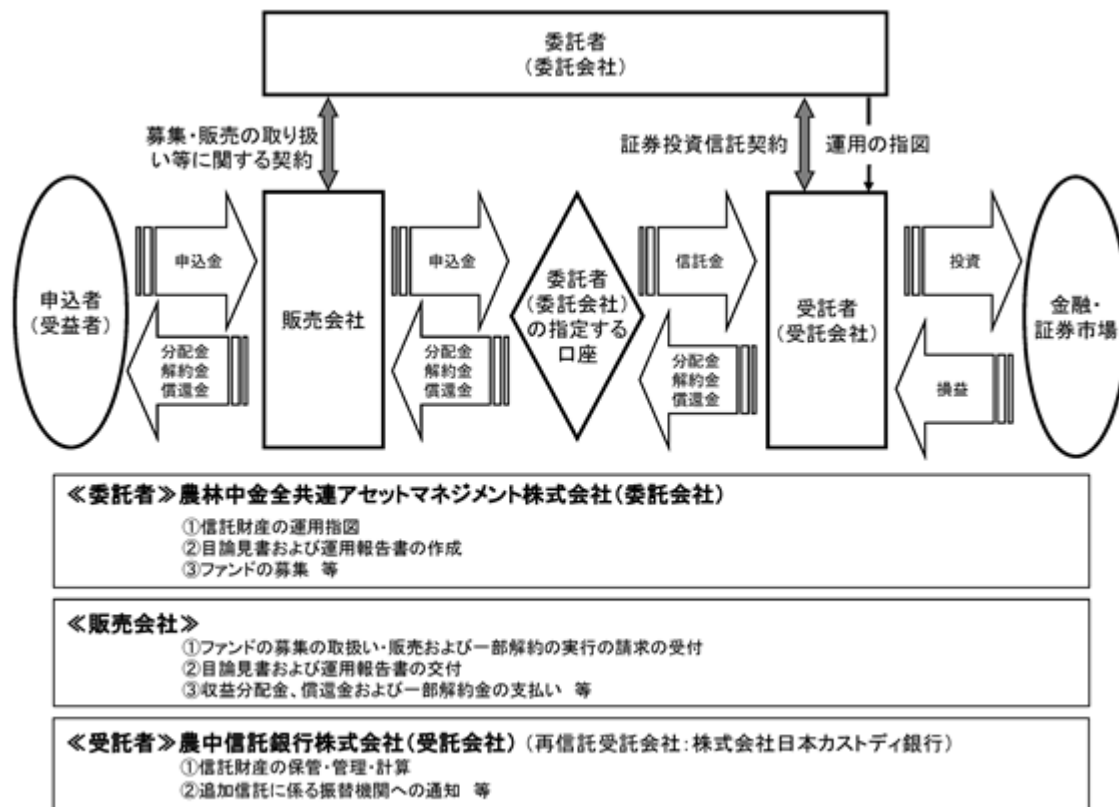 委託者
(委託会社)
募集・販売の取り扱
い等に関する契約
証券投資信託契約
運用の指図
申込者
(受益者)
申込金
分配金
解約金
償還金
販売会社
申込金
分配金
解約金
償還金
委託者
(委託会社)
の指定する
口座
信託金
分配金
解約金
償還金
受託者
(受託会社)
投資
損益
金融・
証券市場
≪委託者≫農林中金全共連アセットマネジメント株式会社(委託会社)
①信託財産の運用指図
②目論見書および運用報告書の作成
③ファンドの募集 等
≪販売会社≫
①ファンドの募集の取扱い・販売および一部解約の実行の請求の受付
②目論見書および運用報告書の交付
③収益分配金、償還金および一部解約金の支払い 等
≪受託者≫農中信託銀行株式会社(受託会社) (再信託受託会社:株式会社日本カストディ銀行)
①信託財産の保管・管理・計算
②追加信託に係る振替機関への通知 等